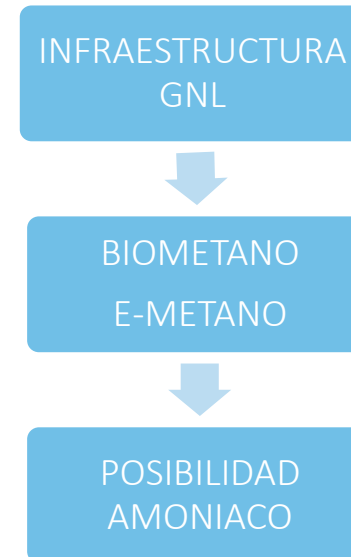 INFRAESTRUCTURA
GNL
BIOMETANO
E-METANO
POSIBILIDAD
AMONIACO